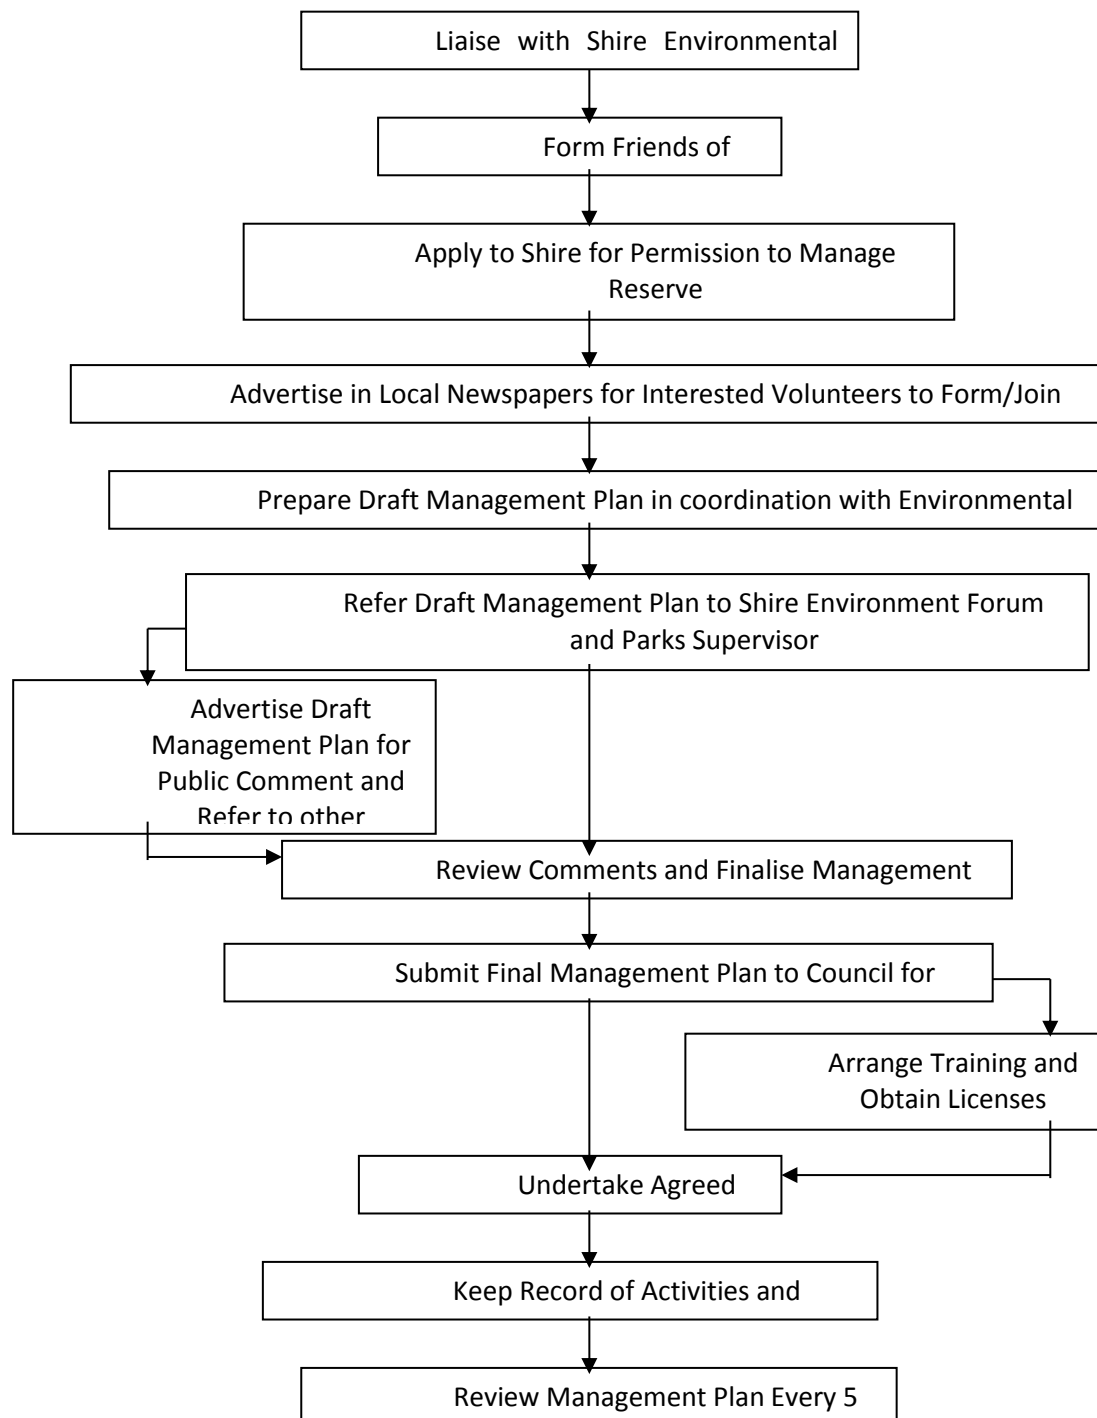 Liaise with Shire Environmental
Form Friends of
Apply to Shire for Permission to Manage
Reserve
Advertise in Local Newspapers for Interested Volunteers to Form/Join
Prepare Draft Management Plan in coordination with Environmental
Refer Draft Management Plan to Shire Environment Forum
and Parks Supervisor
Advertise Draft
Management Plan for
Public Comment and
Refer to other
Review Comments and Finalise Management
Submit Final Management Plan to Council for
Arrange Training and
Obtain Licenses
Undertake Agreed
Keep Record of Activities and
Review Management Plan Every 5